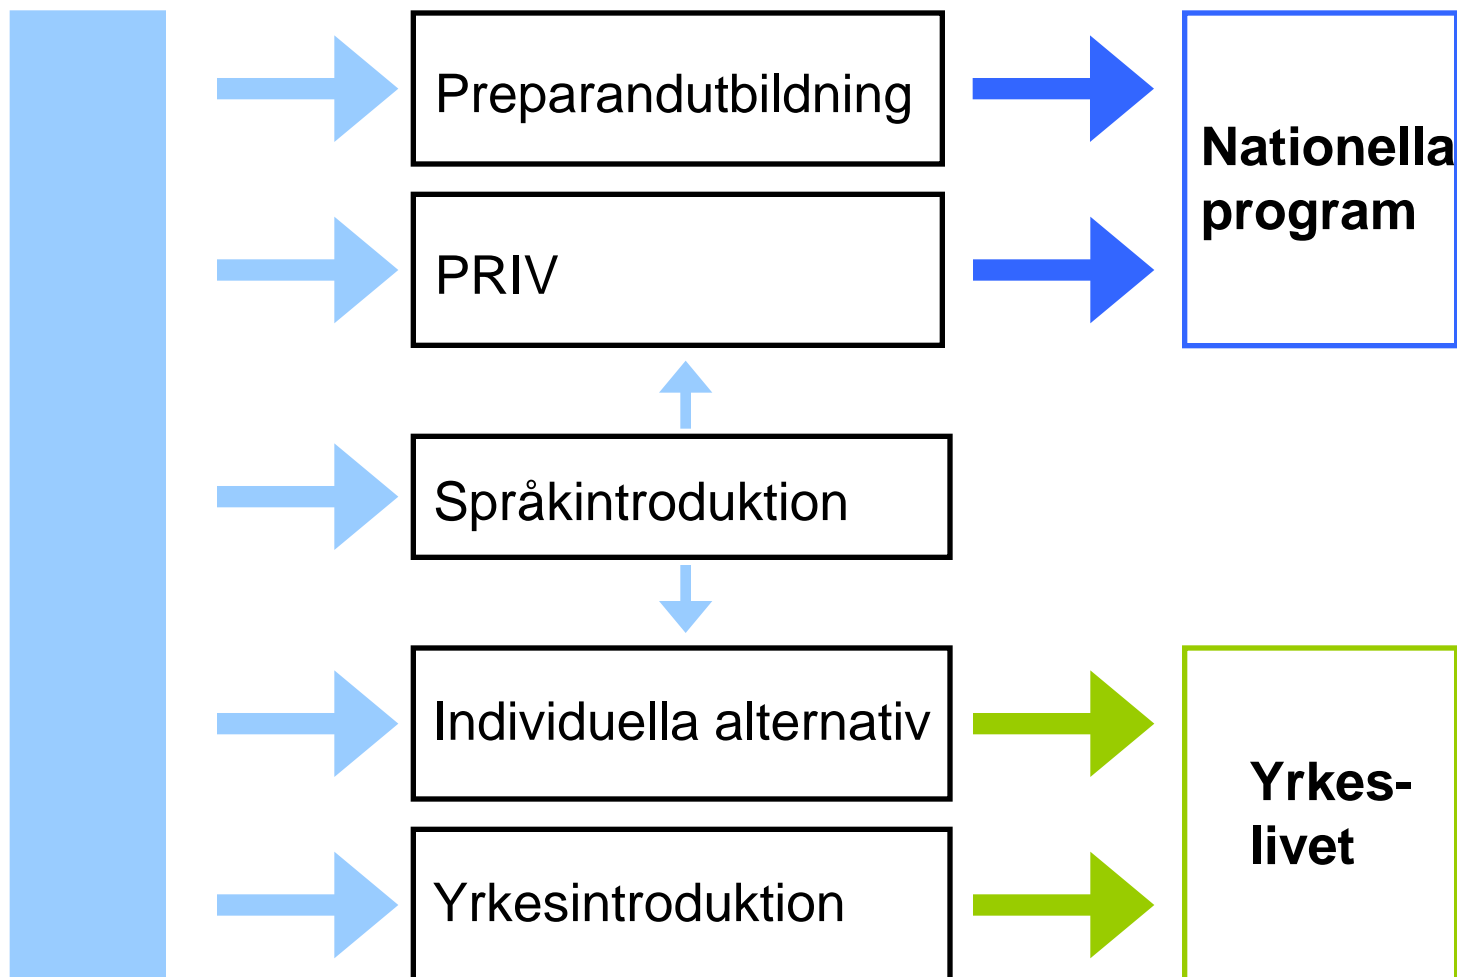 Preparandutbildning
Nationella
program
PRIV
Språkintroduktion
Individuella alternativ
Yrkes-
livet
Yrkesintroduktion